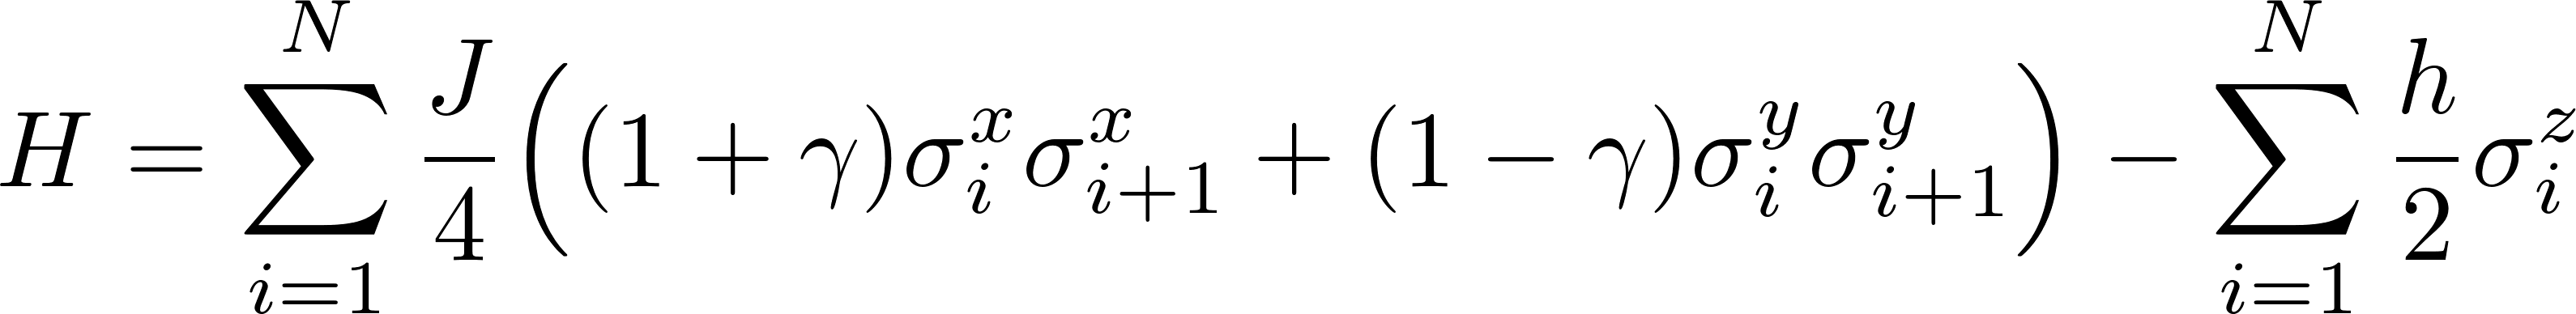 H = \sum_{i=1}^{N} \frac{J}{4} \Big( (1+\gamma) \sigma_i^x \sigma_{i+1}^x + (1-\gamma) \sigma_i^y \sigma_{i+1}^y \Big) - \sum_{i=1}^{N} \frac{h}{2} \sigma_i^z